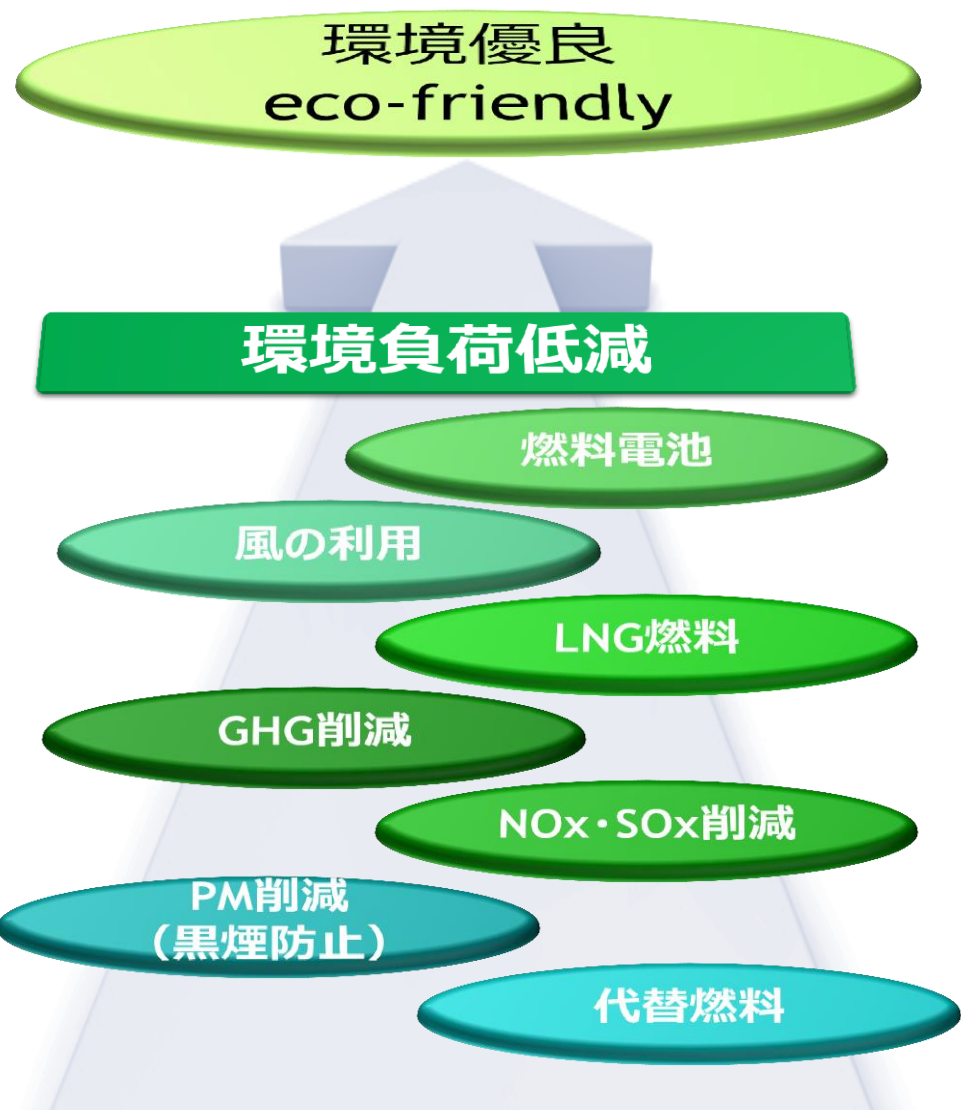 環境優良
eco-friendly
環境負荷低減
燃料電池
風の利用
LNG燃料
GHG削減
NOx・SOx削減
PM削減
（黒煙防止）
代替燃料